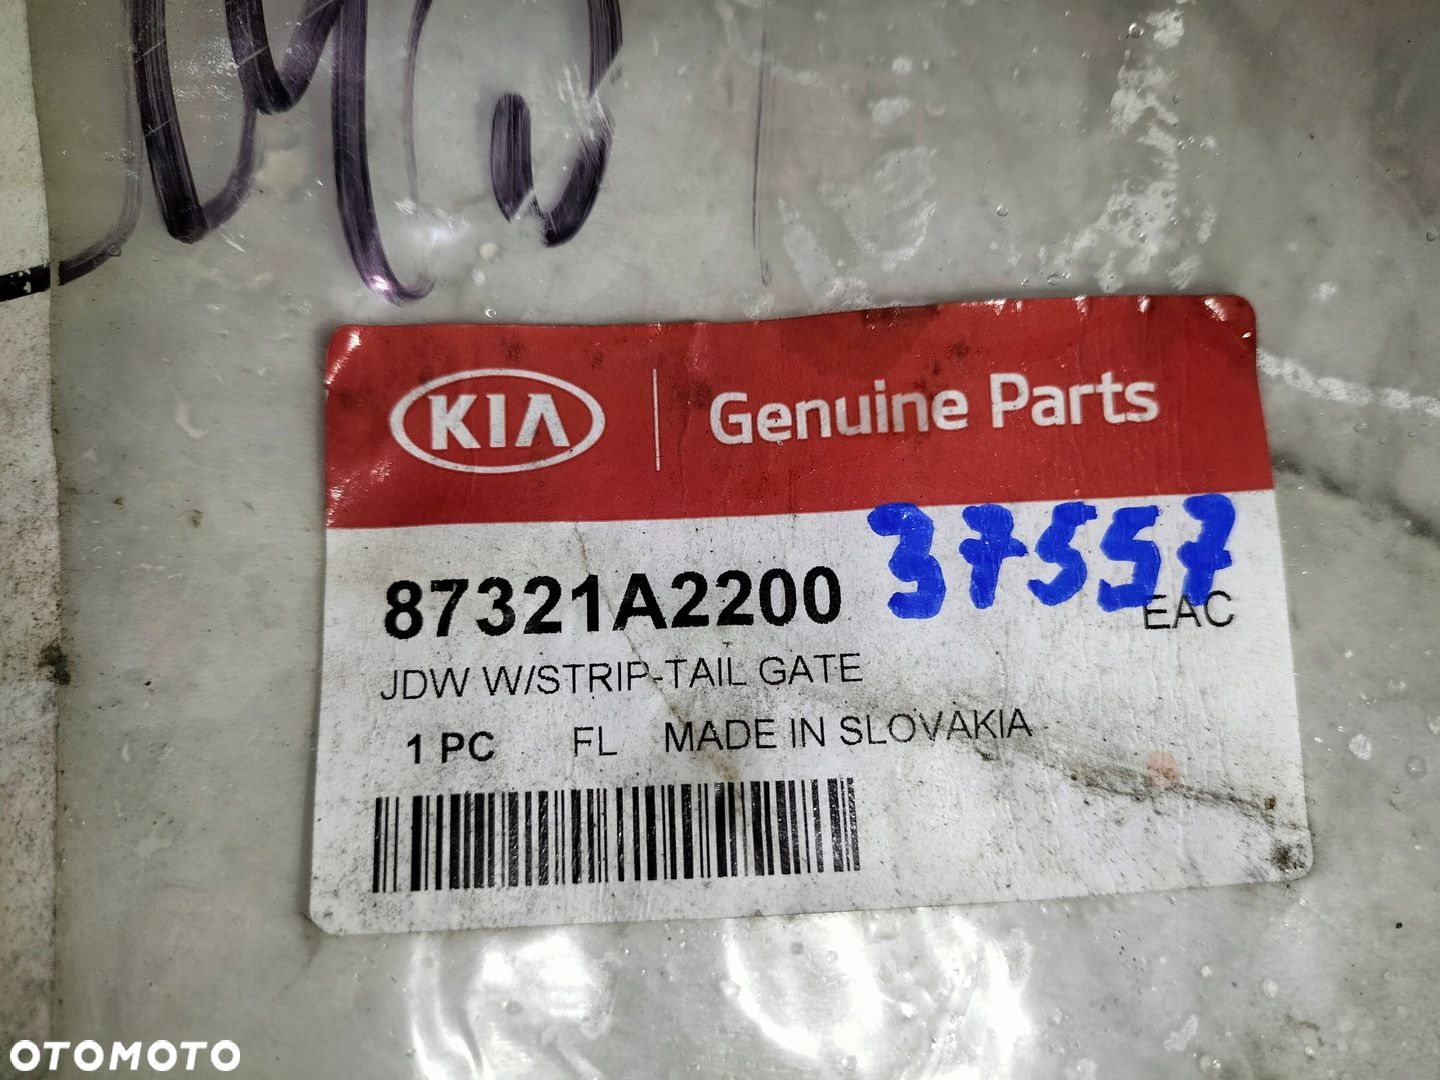 KIA Genuine Parts
37557
87321A2200 EAC
JDW W/STRIP-TAIL GATE
1 PC FL MADE IN SLOVAKIA
OTOMOTO